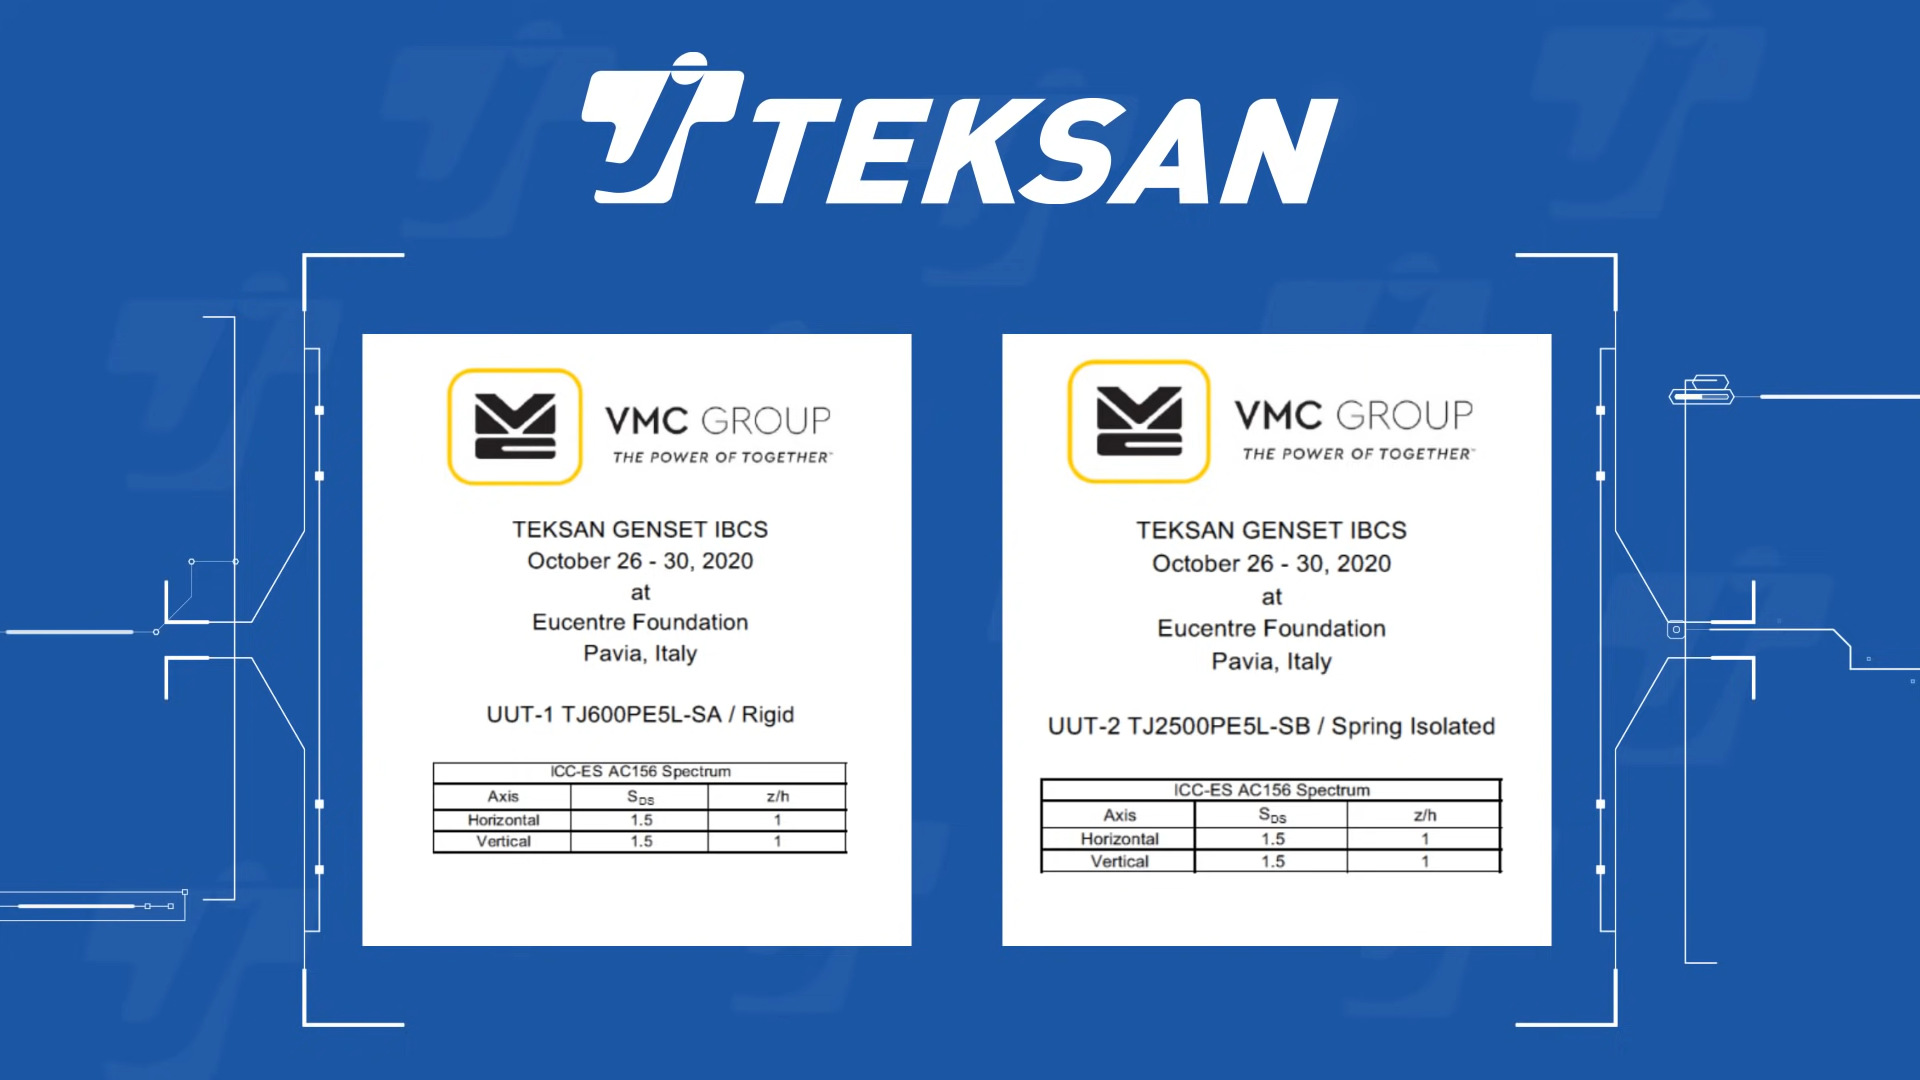 TEKSAN
VMC GROUP
THE POWER OF TOGETHER™
TEKSAN GENSET IBCS
October 26 - 30, 2020
at
Eucentre Foundation
Pavia, Italy
UUT-1 TJ600PE5L-SA / Rigid
ICC-ES AC156 Spectrum
Axis SDS z/h
Horizontal 1.5 1
Vertical 1.5 1
VMC GROUP
THE POWER OF TOGETHER™
TEKSAN GENSET IBCS
October 26 - 30, 2020
at
Eucentre Foundation
Pavia, Italy
UUT-2 TJ2500PE5L-SB / Spring Isolated
ICC-ES AC156 Spectrum
Axis SDS z/h
Horizontal 1.5 1
Vertical 1.5 1